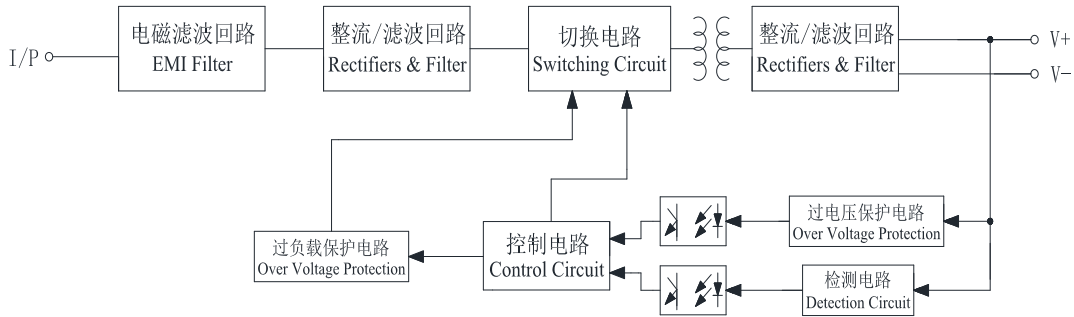 I/P
电磁滤波回路
EMI Filter
整流/滤波回路
Rectifiers & Filter
切换电路
Switching Circuit
整流/滤波回路
Rectifiers & Filter
V+
V-
过负载保护电路
Over Voltage Protection
控制电路
Control Circuit
过电压保护电路
Over Voltage Protection
检测电路
Detection Circuit